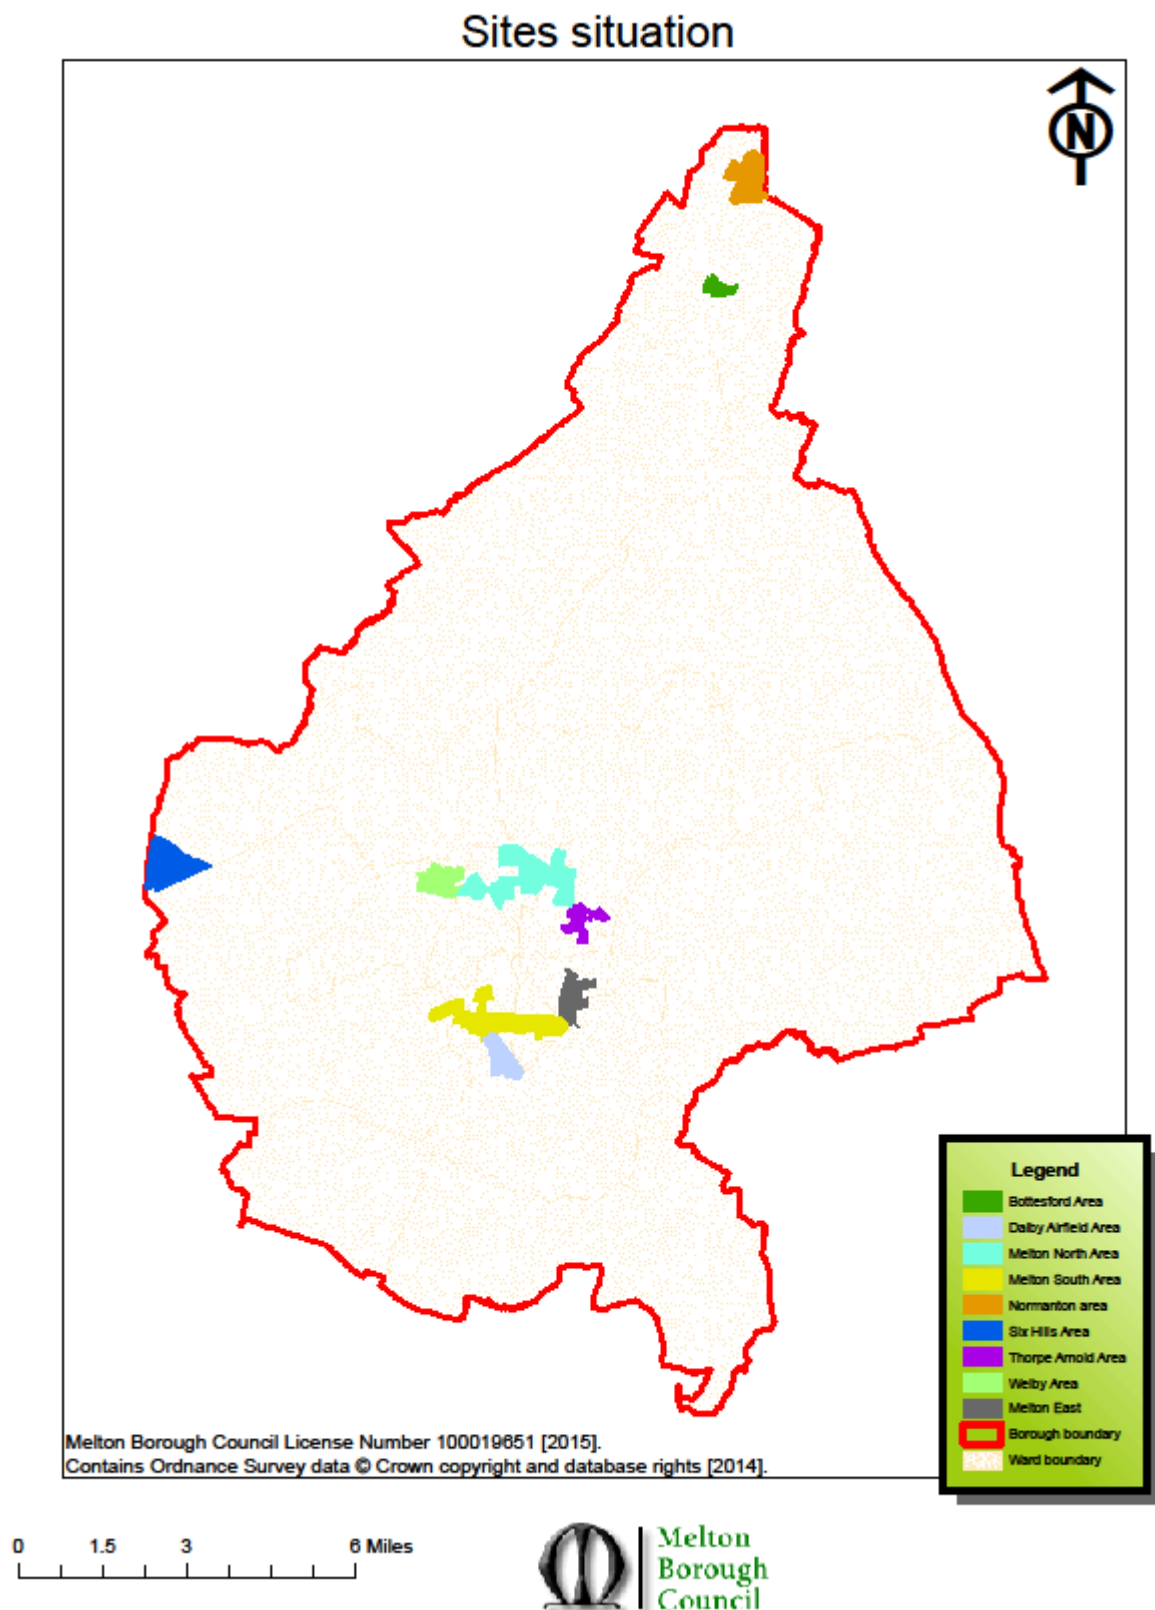 Sites situation
N
Legend
Bottesford Area
Dalby Airfield Area
Melton North Area
Melton South Area
Normanton area
Six Hills Area
Thorpe Arnold Area
Welby Area
Melton East
Borough boundary
Ward boundary
Melton Borough Council License Number 100019651 [2015].
Contains Ordnance Survey data © Crown copyright and database rights [2014].
0 1.5 3 6 Miles
Melton
Borough
Council